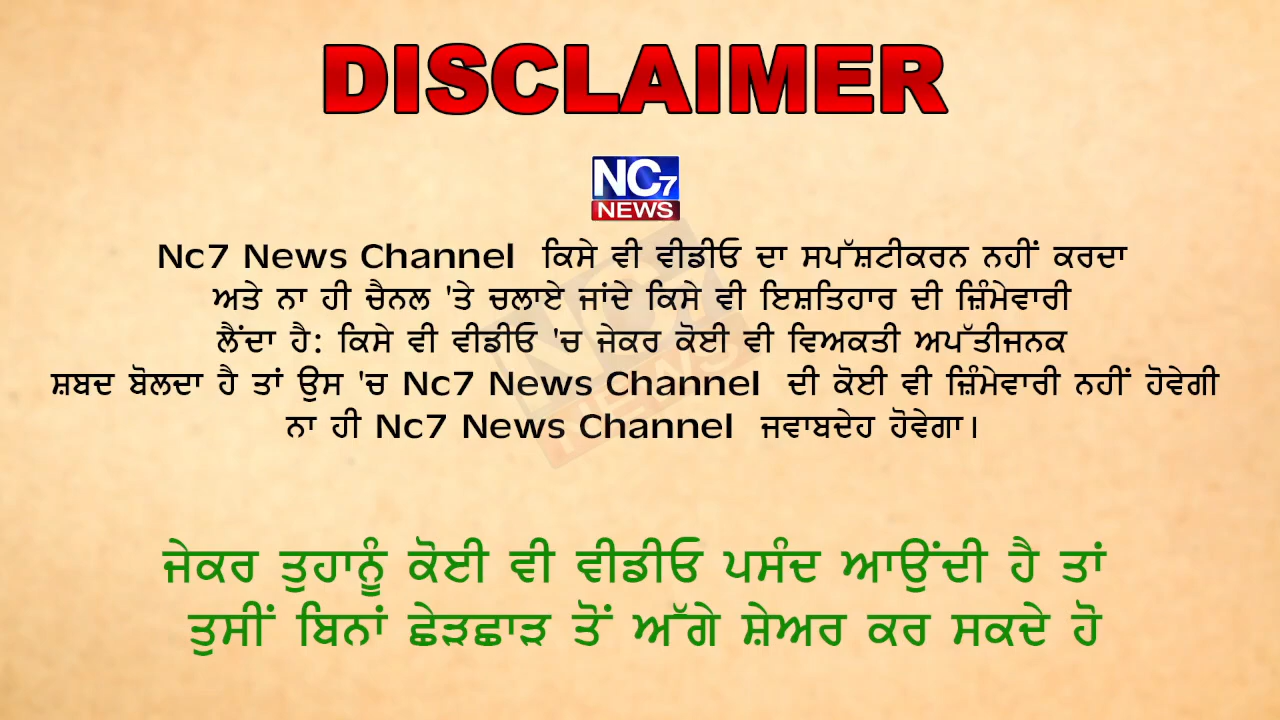 DISCLAIMER
NC7
NEWS
Nc7 News Channel ਕਿਸੇ ਵੀ ਵੀਡੀਓ ਦਾ ਸਪੱਸ਼ਟੀਕਰਨ ਨਹੀਂ ਕਰਦਾ
ਅਤੇ ਨਾ ਹੀ ਚੈਨਲ 'ਤੇ ਚਲਾਏ ਜਾਂਦੇ ਕਿਸੇ ਵੀ ਇਸ਼ਤਿਹਾਰ ਦੀ ਜ਼ਿੰਮੇਵਾਰੀ
ਲੈਂਦਾ ਹੈ: ਕਿਸੇ ਵੀ ਵੀਡੀਓ 'ਚ ਜੇਕਰ ਕੋਈ ਵੀ ਵਿਅਕਤੀ ਅਪੱਤੀਜਨਕ
ਸ਼ਬਦ ਬੋਲਦਾ ਹੈ ਤਾਂ ਉਸ 'ਚ Nc7 News Channel ਦੀ ਕੋਈ ਵੀ ਜ਼ਿੰਮੇਵਾਰੀ ਨਹੀਂ ਹੋਵੇਗੀ
ਨਾ ਹੀ Nc7 News Channel ਜਵਾਬਦੇਹ ਹੋਵੇਗਾ।
ਜੇਕਰ ਤੁਹਾਨੂੰ ਕੋਈ ਵੀ ਵੀਡੀਓ ਪਸੰਦ ਆਉਂਦੀ ਹੈ ਤਾਂ
ਤੁਸੀਂ ਬਿਨਾਂ ਛੇੜਛਾੜ ਤੋਂ ਅੱਗੇ ਸ਼ੇਅਰ ਕਰ ਸਕਦੇ ਹੋ